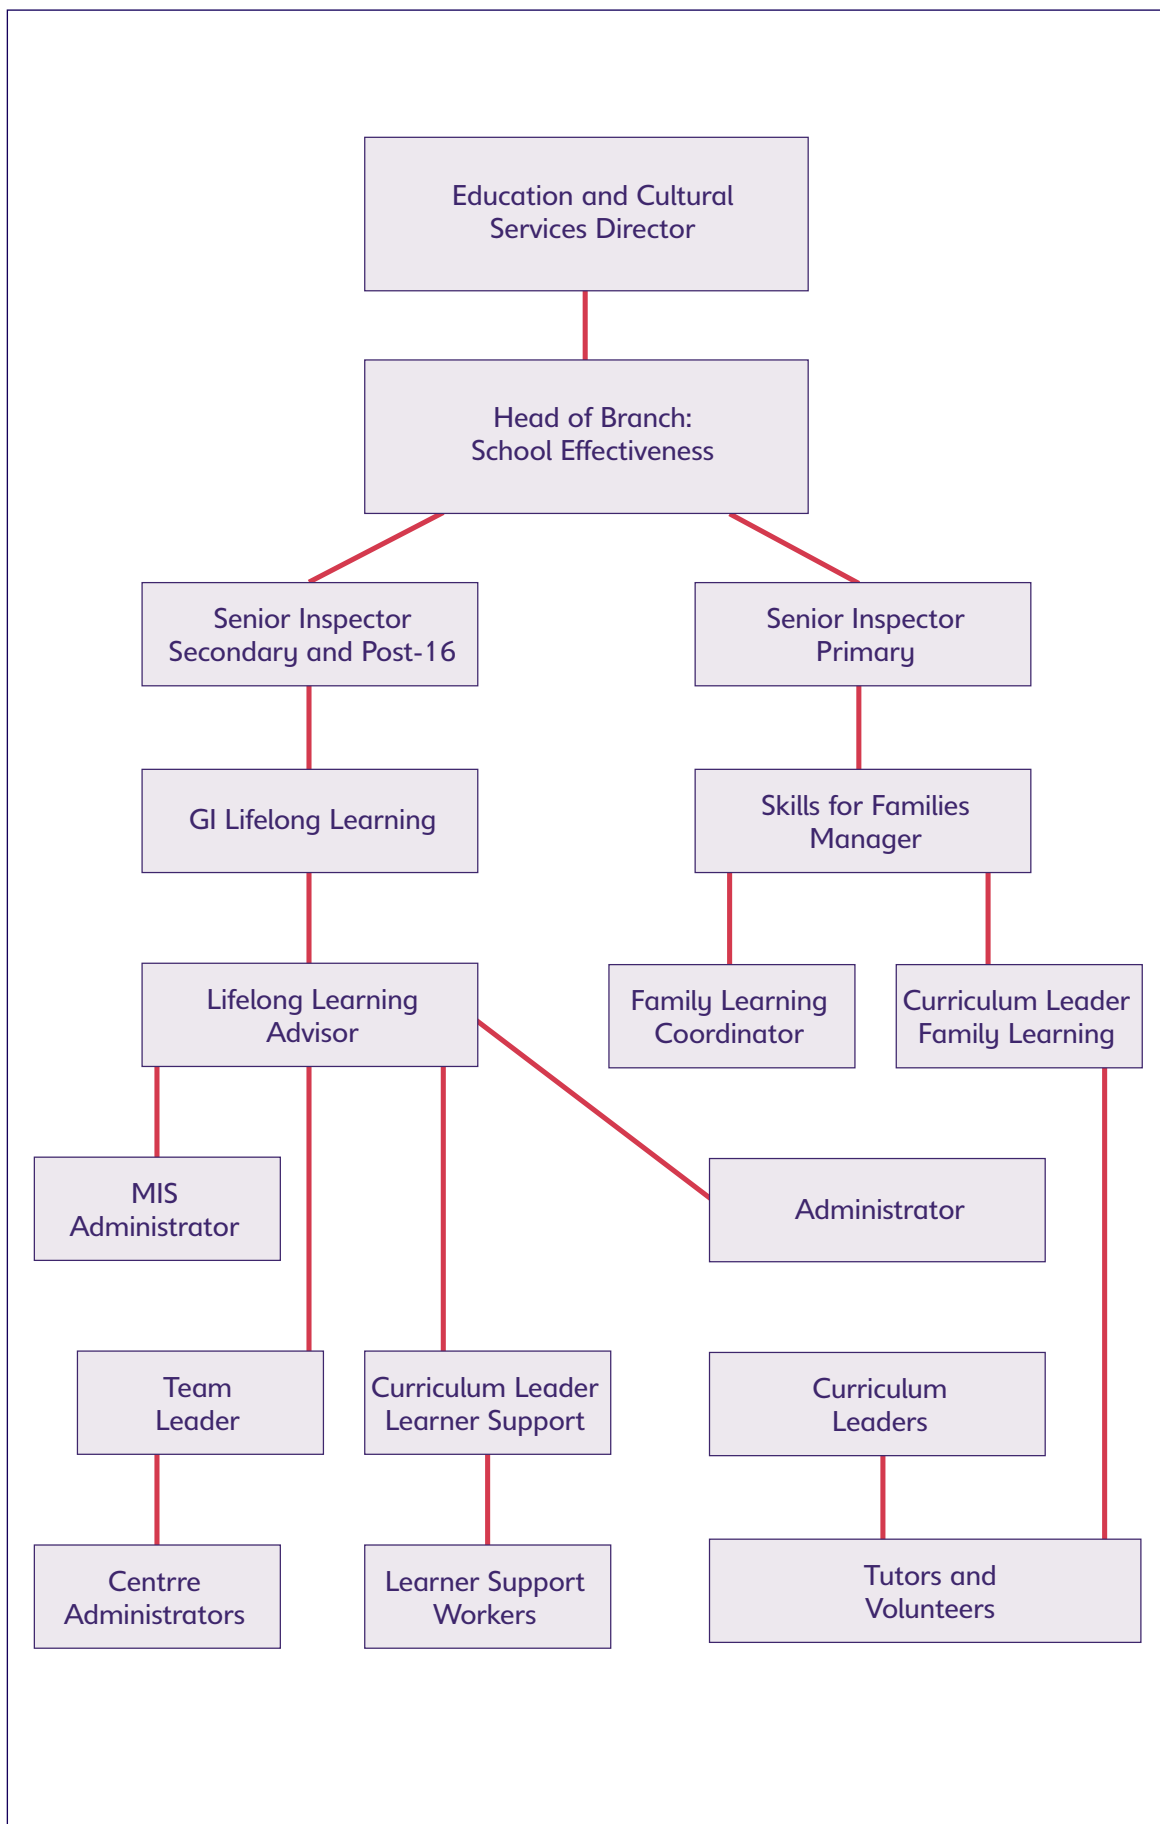 Education and Cultural
Services Director
Head of Branch:
School Effectiveness
Senior Inspector
Secondary and Post-16
Senior Inspector
Primary
GI Lifelong Learning
Skills for Families
Manager
Lifelong Learning
Advisor
Family Learning
Coordinator
Curriculum Leader
Family Learning
MIS
Administrator
Administrator
Team
Leader
Curriculum Leader
Learner Support
Curriculum
Leaders
Centrre
Administrators
Learner Support
Workers
Tutors and
Volunteers